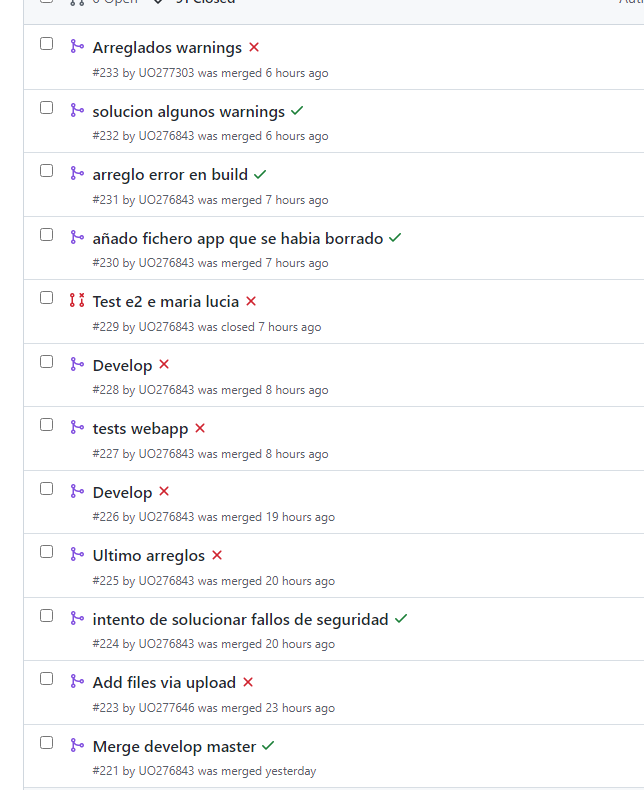 Arreglados warnings
#233 by UO277303 was merged 6 hours ago
solucion algunos warnings
#232 by UO276843 was merged 6 hours ago
arreglo error en build
#231 by UO276843 was merged 7 hours ago
añado fichero app que se habia borrado
#230 by UO276843 was merged 7 hours ago
Test e2 e maria lucia
#229 by UO276843 was closed 7 hours ago
Develop
#228 by UO276843 was merged 8 hours ago
tests webapp
#227 by UO276843 was merged 8 hours ago
Develop
#226 by UO276843 was merged 19 hours ago
Ultimo arreglos
#225 by UO276843 was merged 20 hours ago
intento de solucionar fallos de seguridad
#224 by UO276843 was merged 20 hours ago
Add files via upload
#223 by UO277646 was merged 23 hours ago
Merge develop master
#221 by UO276843 was merged yesterday